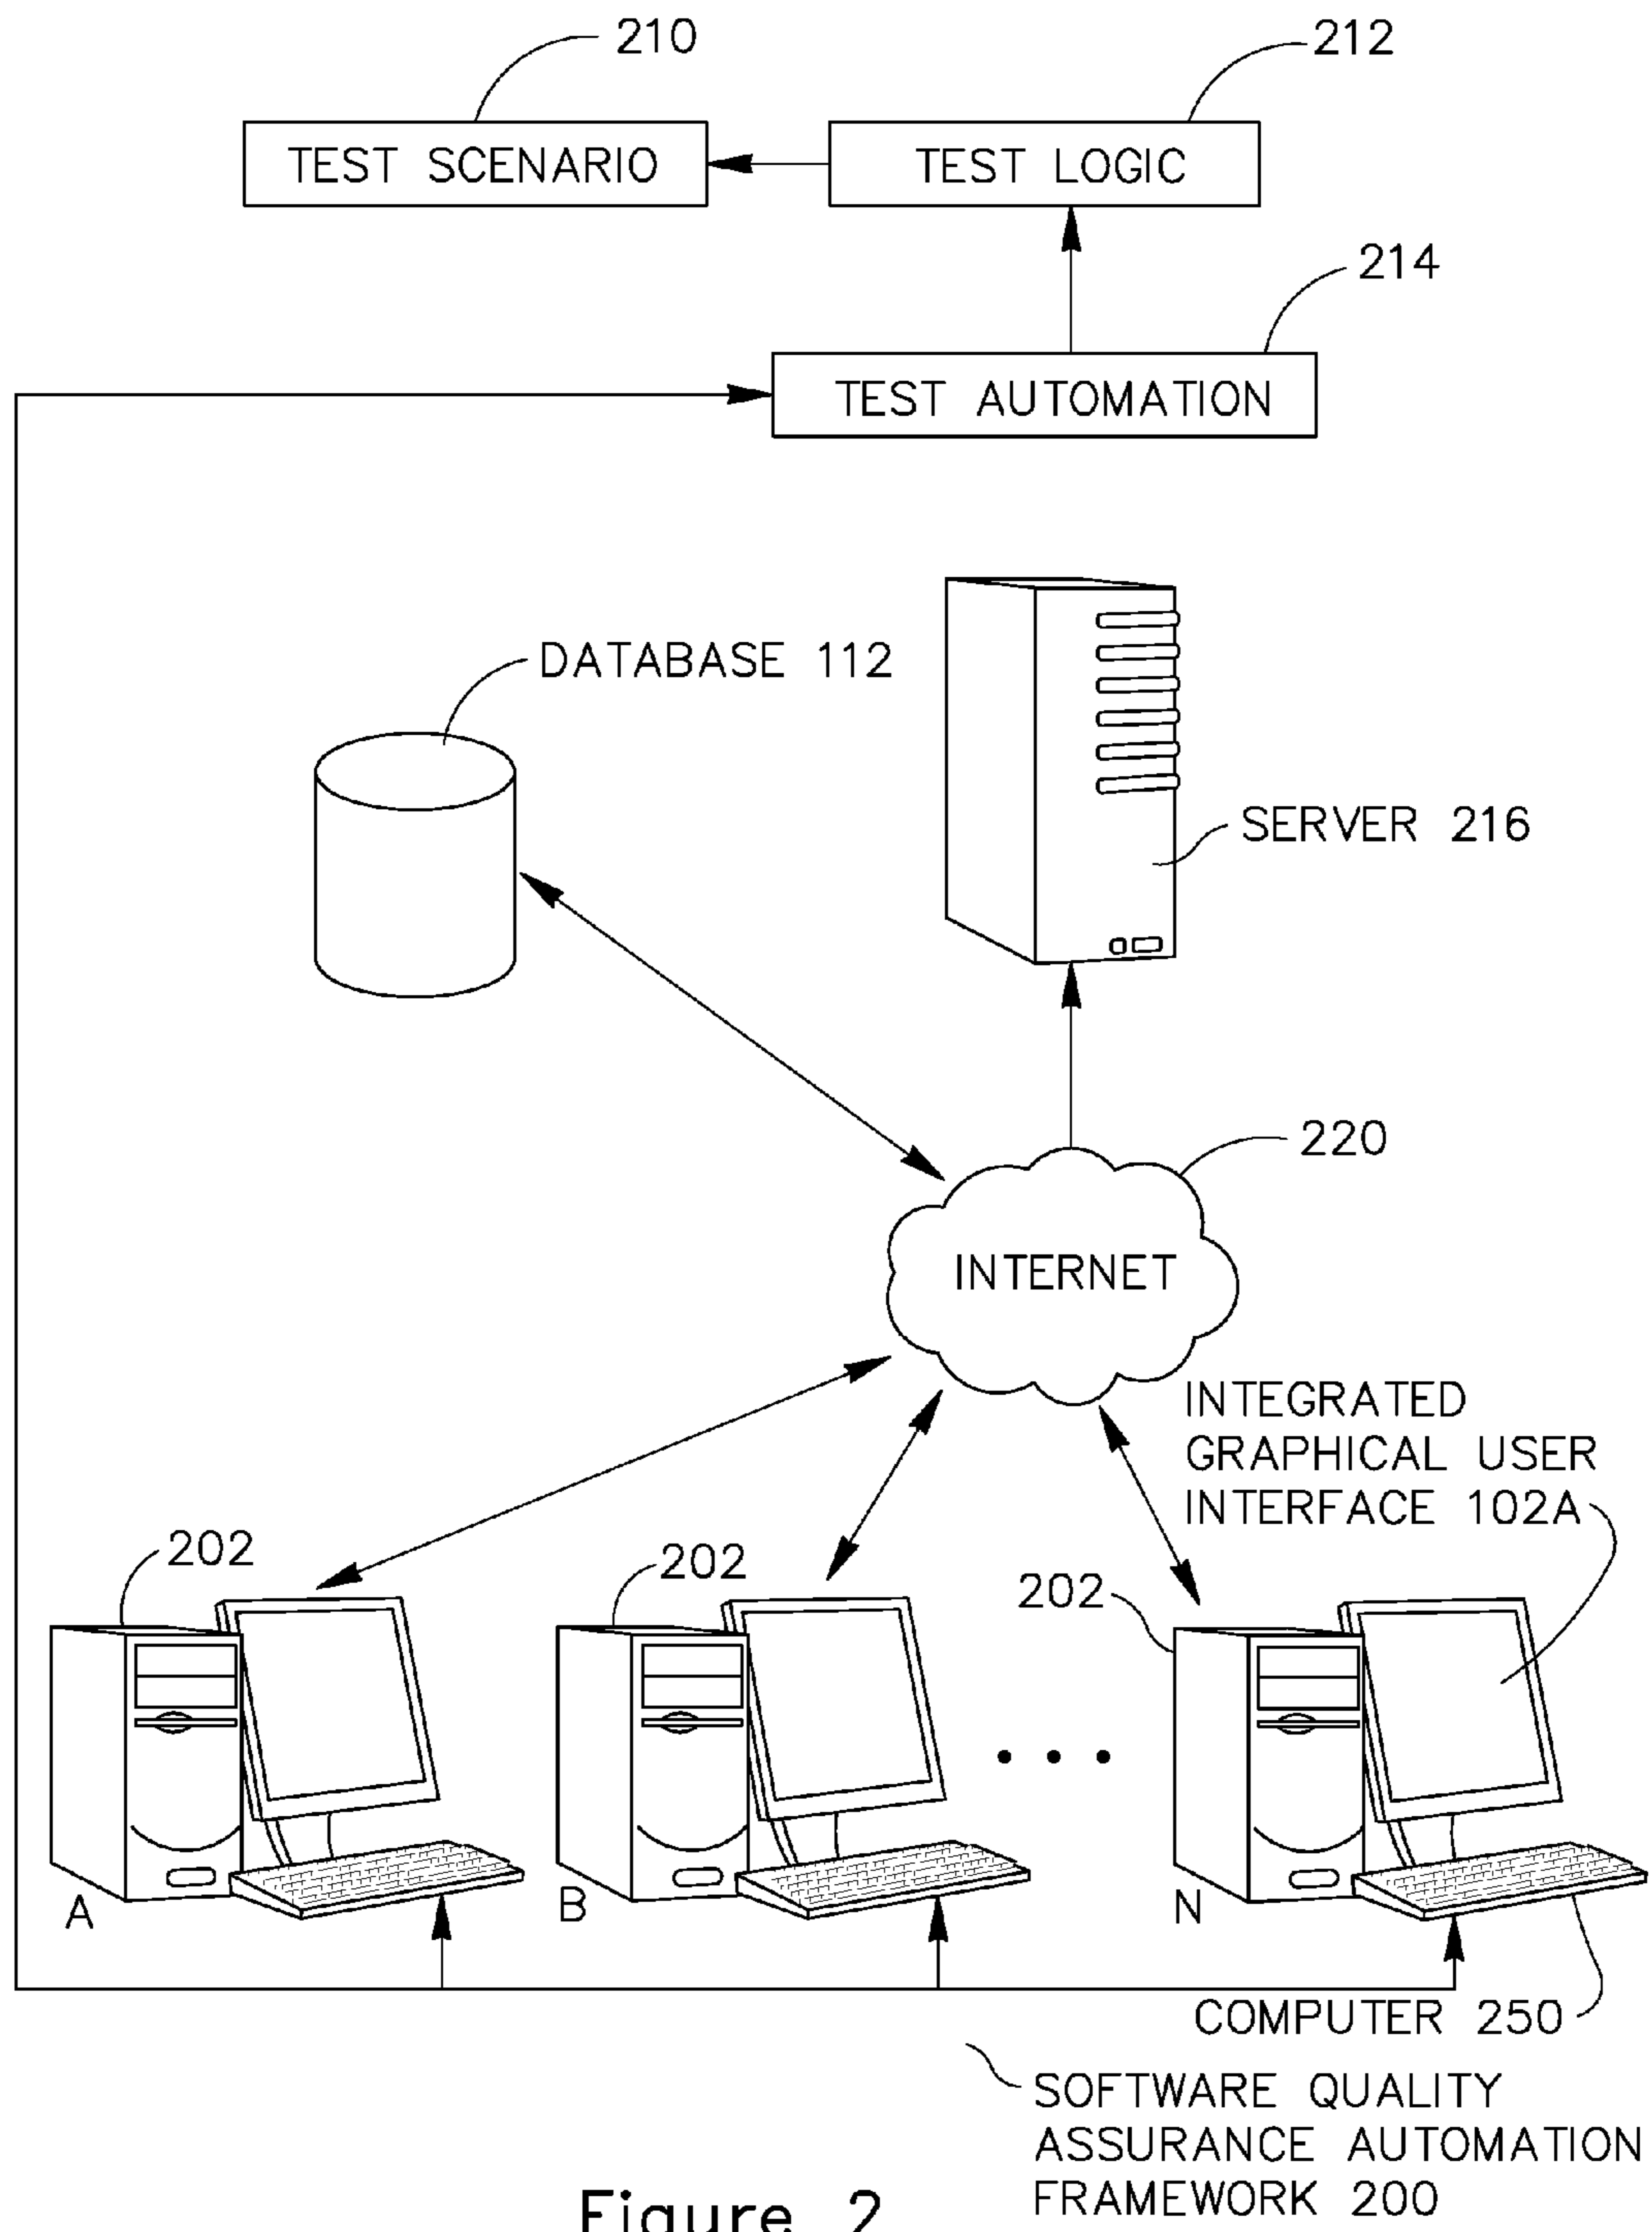 210
212
TEST SCENARIO
TEST LOGIC
214
TEST AUTOMATION
DATABASE 112
SERVER 216
220
INTERNET
INTEGRATED
GRAPHICAL USER
INTERFACE 102A
202
202
202
A
B
N
COMPUTER 250
SOFTWARE QUALITY
ASSURANCE AUTOMATION
FRAMEWORK 200
Figure 2